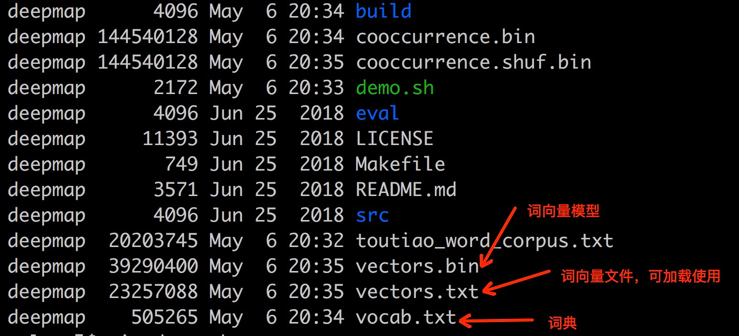 deepmap 4096 May 6 20:34 build
deepmap 144540128 May 6 20:34 cooccurrence.bin
deepmap 144540128 May 6 20:35 cooccurrence.shuf.bin
deepmap 2172 May 6 20:33 demo.sh
deepmap 4096 Jun 25 2018 eval
deepmap 11393 Jun 25 2018 LICENSE
deepmap 749 Jun 25 2018 Makefile
deepmap 3571 Jun 25 2018 README.md
deepmap 4096 Jun 25 2018 src
词向量模型
deepmap 20203745 May 6 20:32 toutiao_word_corpus.txt
deepmap 39290400 May 6 20:35 vectors.bin
词向量文件，可加载使用
deepmap 23257088 May 6 20:35 vectors.txt
deepmap 505265 May 6 20:34 vocab.txt
词典